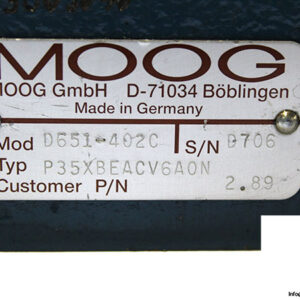 MOOG
MOOG GmbH D-71034 Böblingen
Made in Germany
Mod D651-402C S/N D706
Typ P35XBEACV6A0N
Customer P/N 2.89